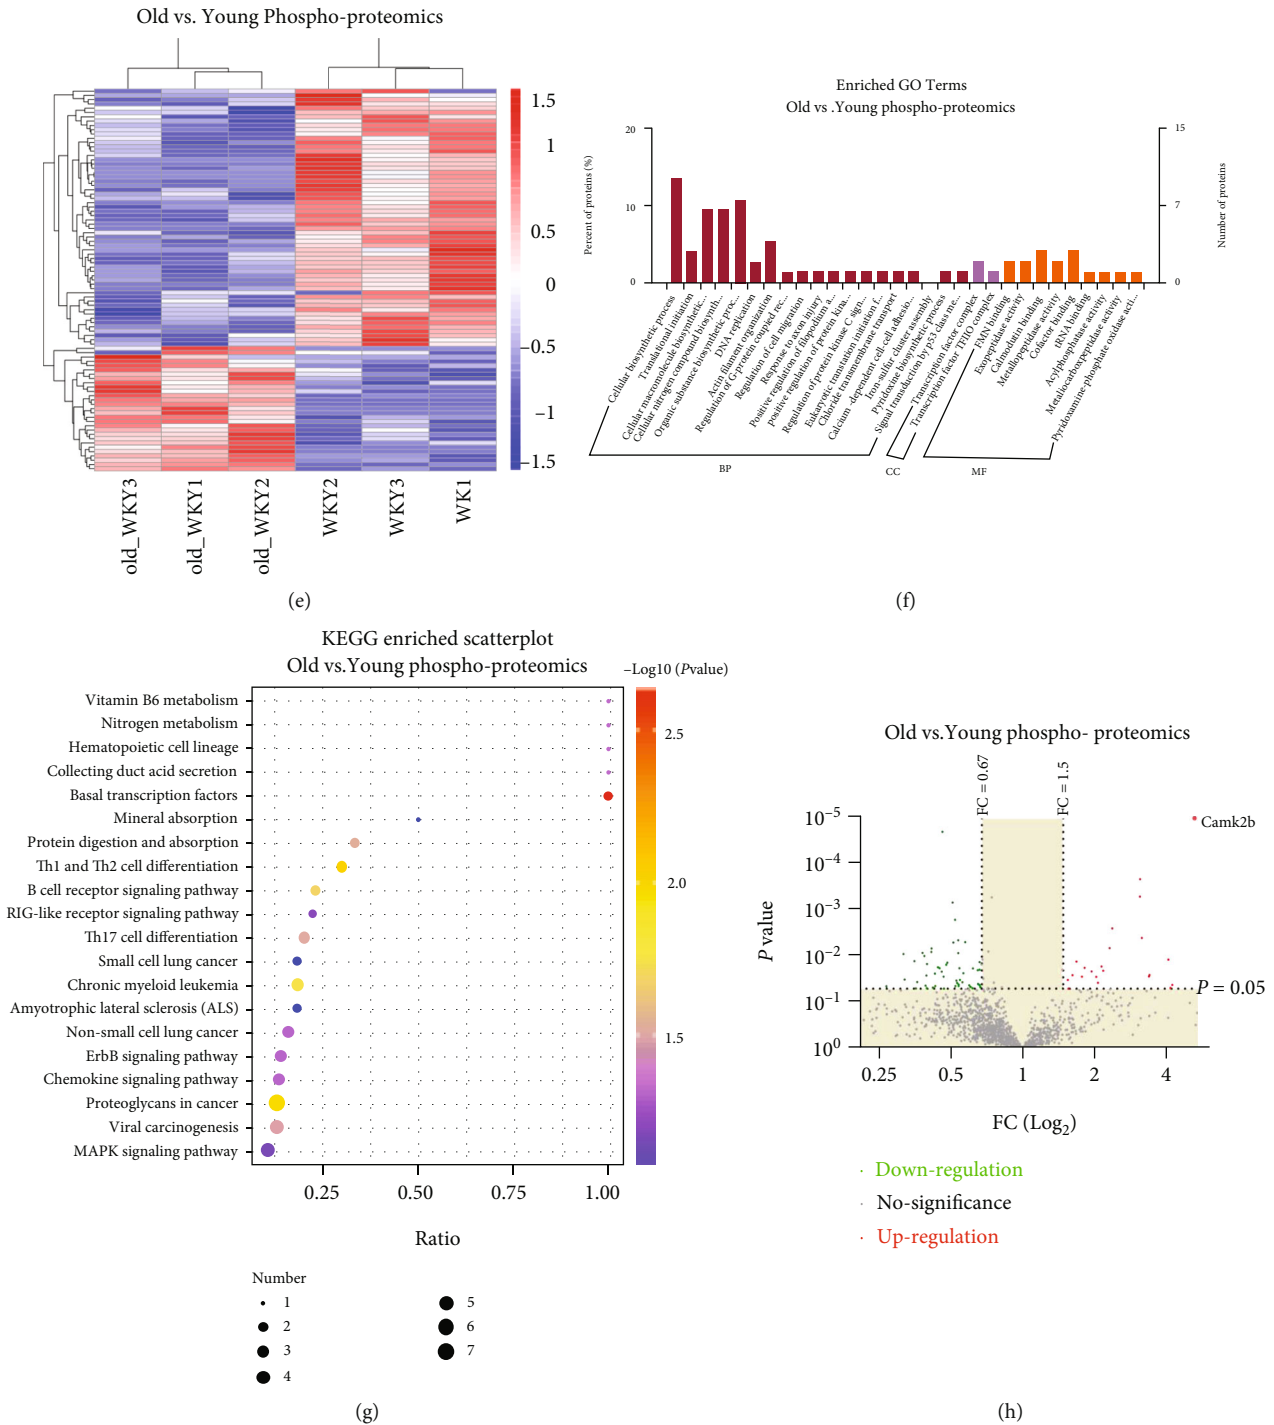 Old vs. Young Phospho-proteomics
1.5
1
0.5
0
−0.5
−1
−1.5
old_WKY3
old_WKY1
old_WKY2
WKY2
WKY3
WK1
(e)
Enriched GO Terms
Old vs .Young phospho-proteomics
Percent of proteins (%)
20
10
0
15
7
0
Number of proteins
Cellular biosynthetic process
Translational initiation
Cellular macromolecule biosynthetic...
Cellular nitrogen compound biosynth...
Organic substance biosynthetic proc...
DNA replication
Actin filament organization
Regulation of G-protein coupied rec...
Regulation of cell migration
Response to axon injury
Positive regulation of filopodium a...
positive regulation of protein kina...
Regulation of protein kinase C sign...
Eukaryotic transtation initiation f...
Chloride transmembrane transport
Calcium -dependent cell-cell adhesio...
Iron-sulfur cluster assembly
Pyridoxine biosynthetic process
Signal transduction by p53 class me...
Transcription factor complex
Transcription factor TFIIO complex
FMN binding
Exopeptidase activity
Calmodulin binding
Metallopeptidase activity
Cofactor binding
tRNA binding
Acylphosphatase activity
Metallocarboxypeptidase activity
Pyridoxamine-phosphate oxidase acti...
BP
CC
MF
(f)
KEGG enriched scatterplot
Old vs.Young phospho-proteomics
Vitamin B6 metabolism
Nitrogen metabolism
Hematopoietic cell lineage
Collecting duct acid secretion
Basal transcription factors
Mineral absorption
Protein digestion and absorption
Th1 and Th2 cell differentiation
B cell receptor signaling pathway
RIG-like receptor signaling pathway
Th17 cell differentiation
Small cell lung cancer
Chronic myeloid leukemia
Amyotrophic lateral sclerosis (ALS)
Non-small cell lung cancer
ErbB signaling pathway
Chemokine signaling pathway
Proteoglycans in cancer
Viral carcinogenesis
MAPK signaling pathway
0.25
0.50
0.75
1.00
Ratio
−Log10 (Pvalue)
2.5
2.0
1.5
Number
1
2
3
4
5
6
7
(g)
Old vs.Young phospho- proteomics
FC = 0.67
FC = 1.5
Camk2b
P value
10⁻⁵
10⁻⁴
10⁻³
10⁻²
10⁻¹
10⁰
P = 0.05
0.25
0.5
1
2
4
FC (Log₂)
Down-regulation
No-significance
Up-regulation
(h)